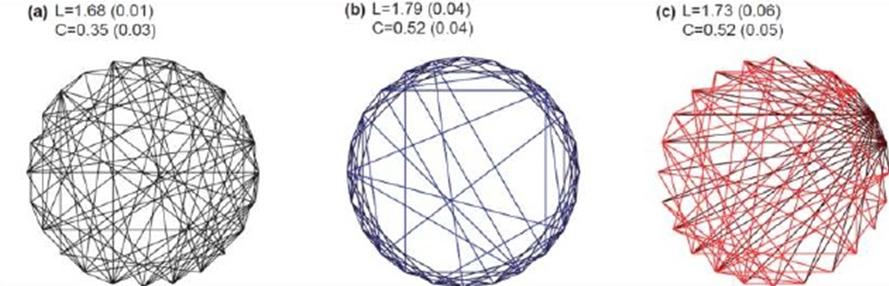 (a) L=1.68 (0.01)
C=0.35 (0.03)
(b) L=1.79 (0.04)
C=0.52 (0.04)
(c) L=1.73 (0.06)
C=0.52 (0.05)